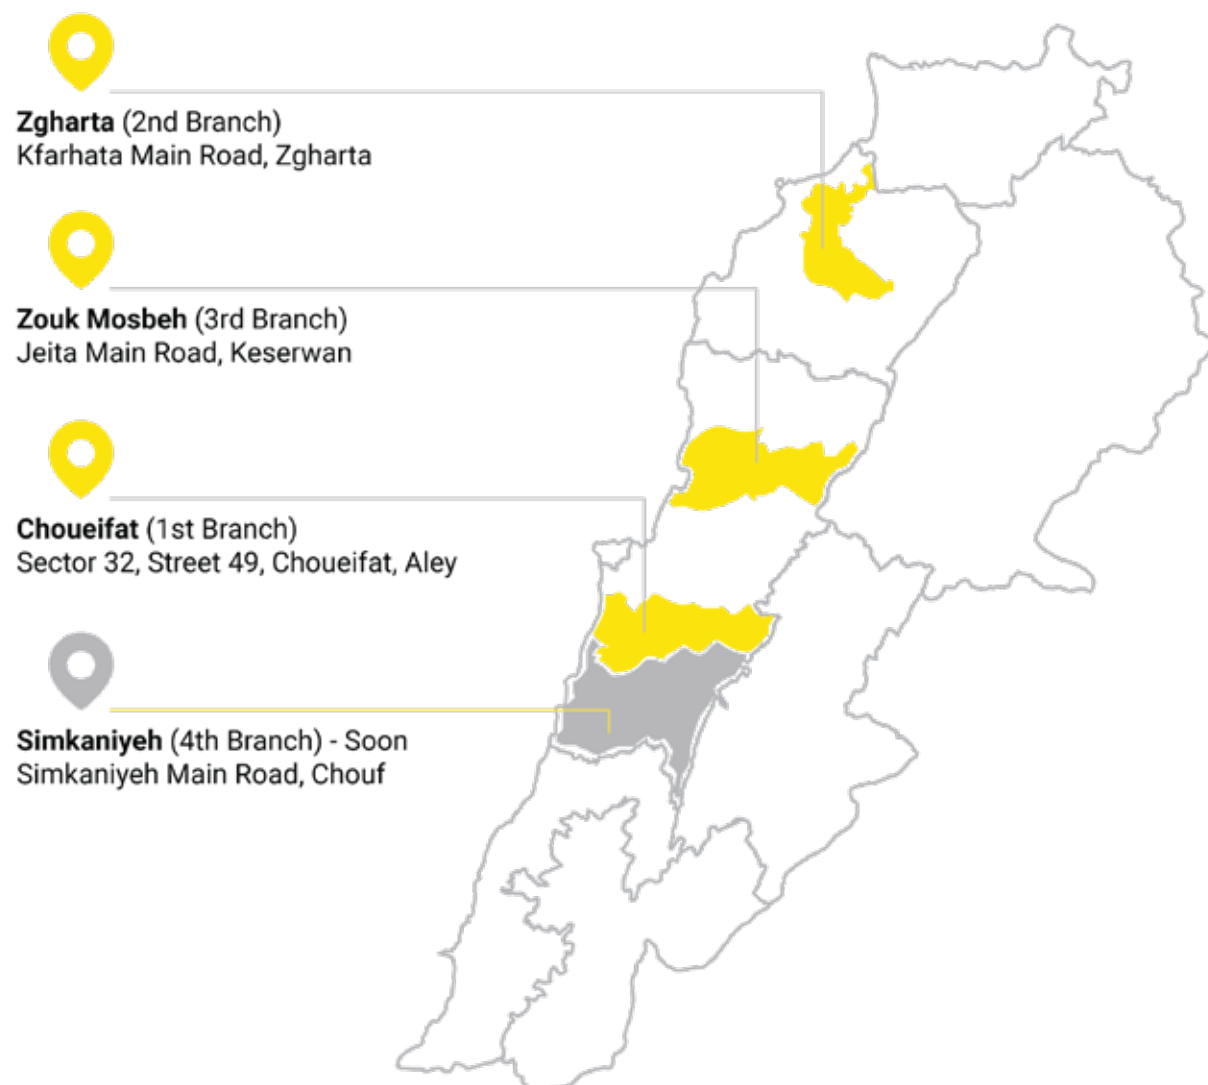 Zgharta (2nd Branch)
Kfarhata Main Road, Zgharta
Zouk Mosbeh (3rd Branch)
Jeita Main Road, Keserwan
Choueifat (1st Branch)
Sector 32, Street 49, Choueifat, Aley
Simkaniyeh (4th Branch) - Soon
Simkaniyeh Main Road, Chouf